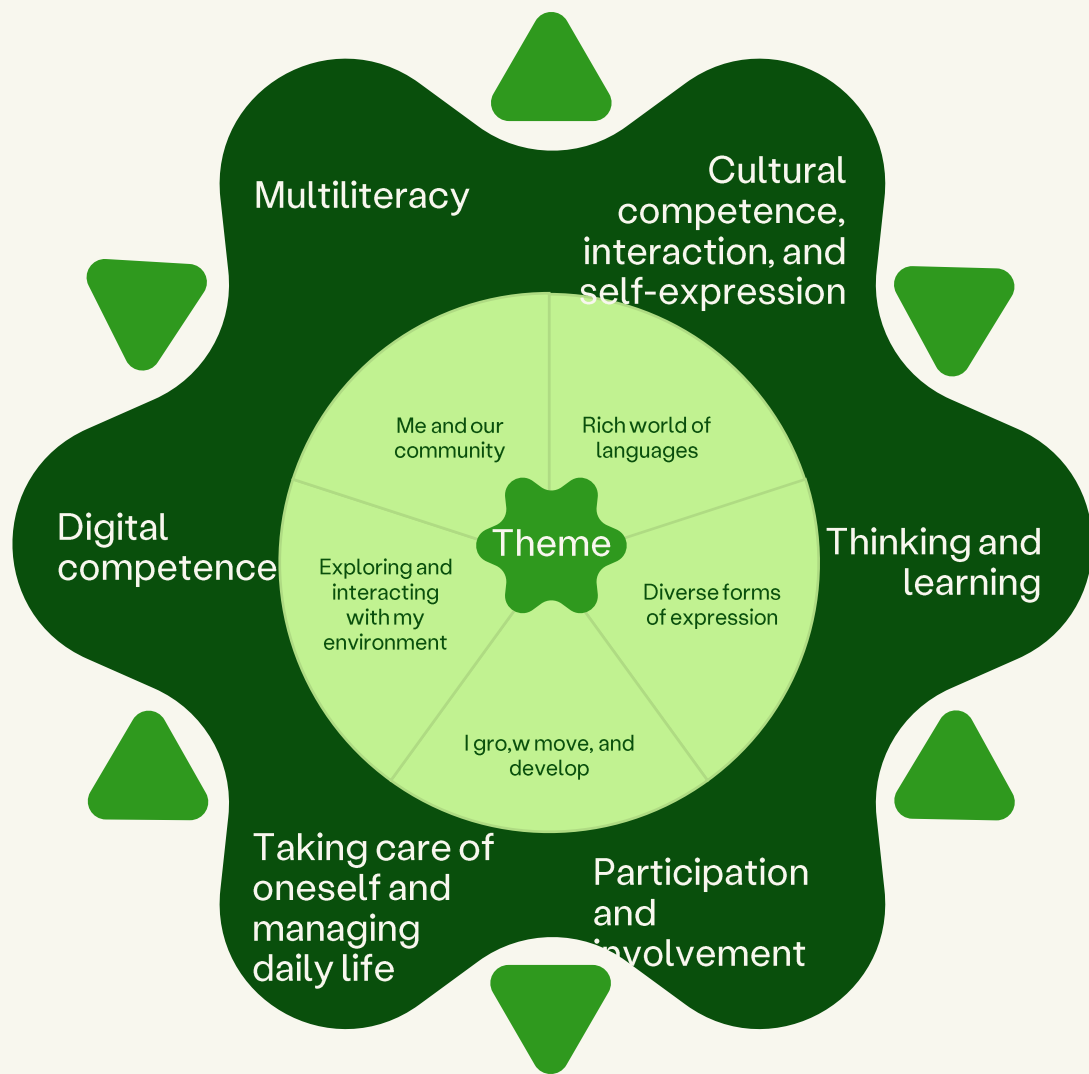 Multiliteracy
Cultural
competence,
interaction, and
self-expression
Me and our
community
Rich world of
languages
Digital
competence
Theme
Thinking and
learning
Exploring and
interacting
with my
environment
Diverse forms
of expression
I gro,w move, and
develop
Taking care of
oneself and
managing
daily life
Participation
and
involvement